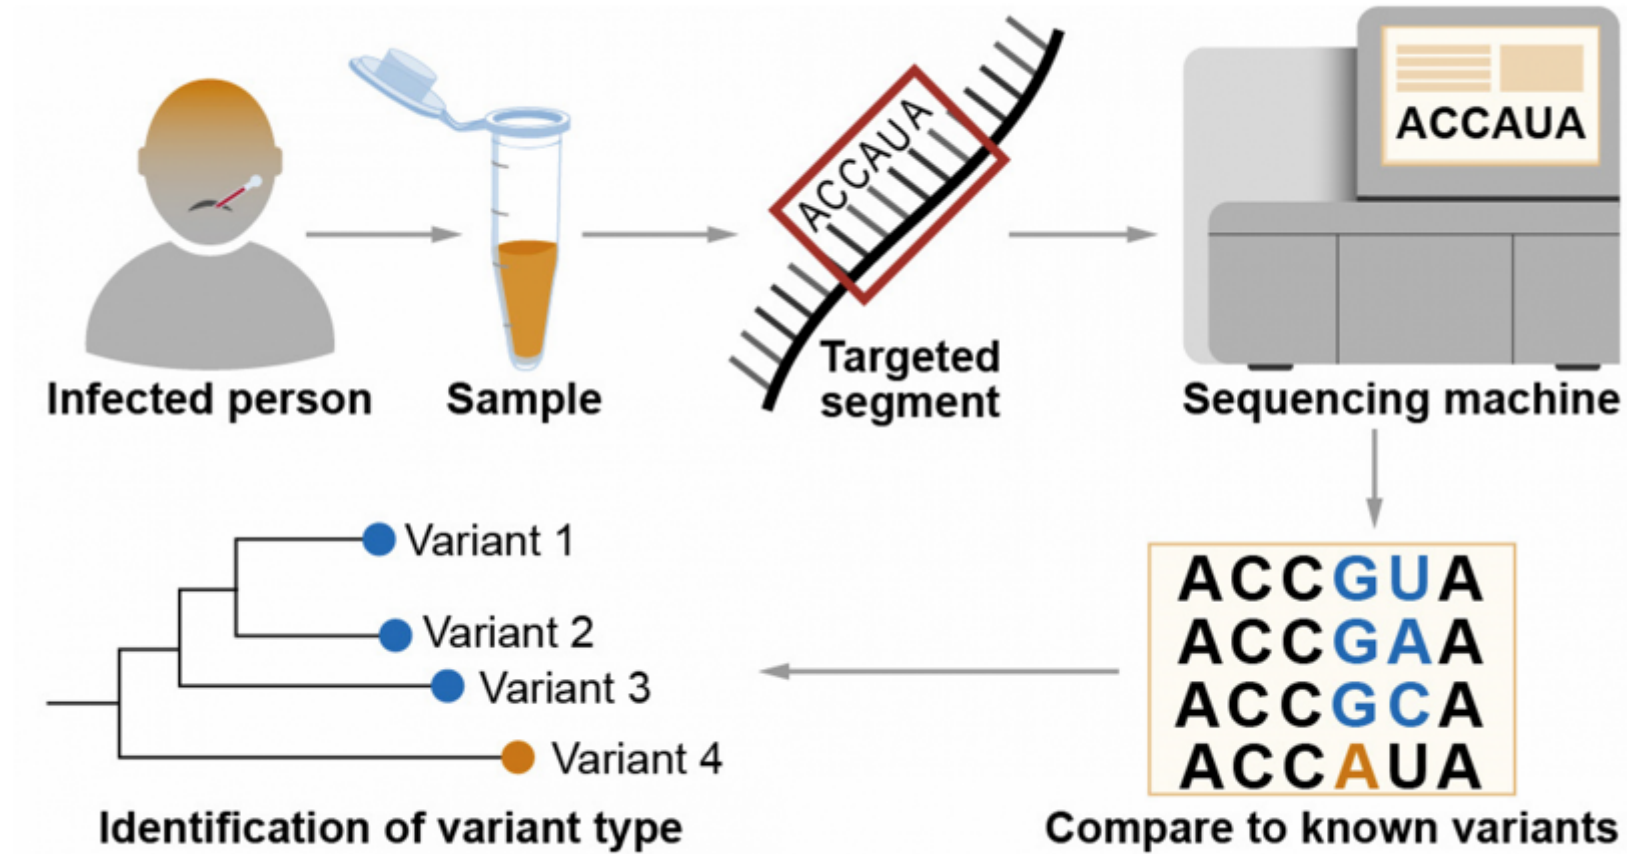 ACCAUA
ACCAUA
Infected person
Sample
Targeted
segment
Sequencing machine
ACCGUA
ACCGAA
ACCGCA
ACCAUA
Compare to known variants
Variant 1
Variant 2
Variant 3
Variant 4
Identification of variant type